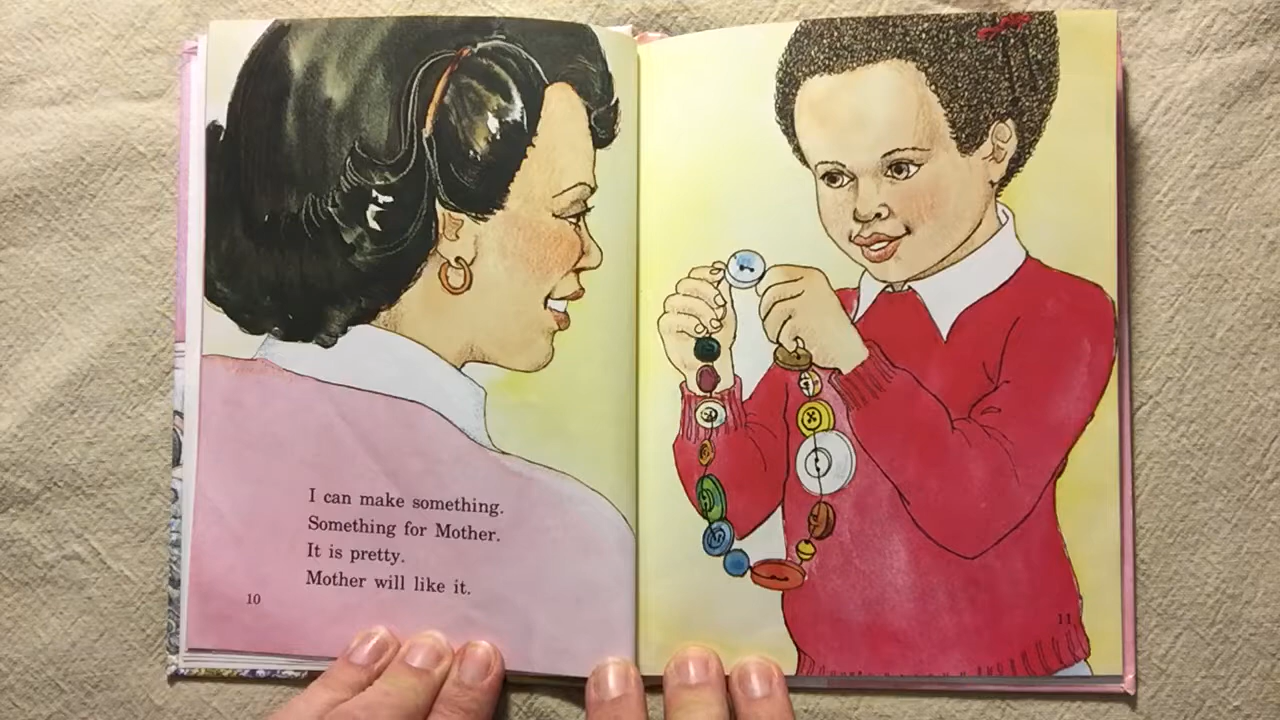 I can make something.
Something for Mother.
It is pretty.
Mother will like it.
10
11